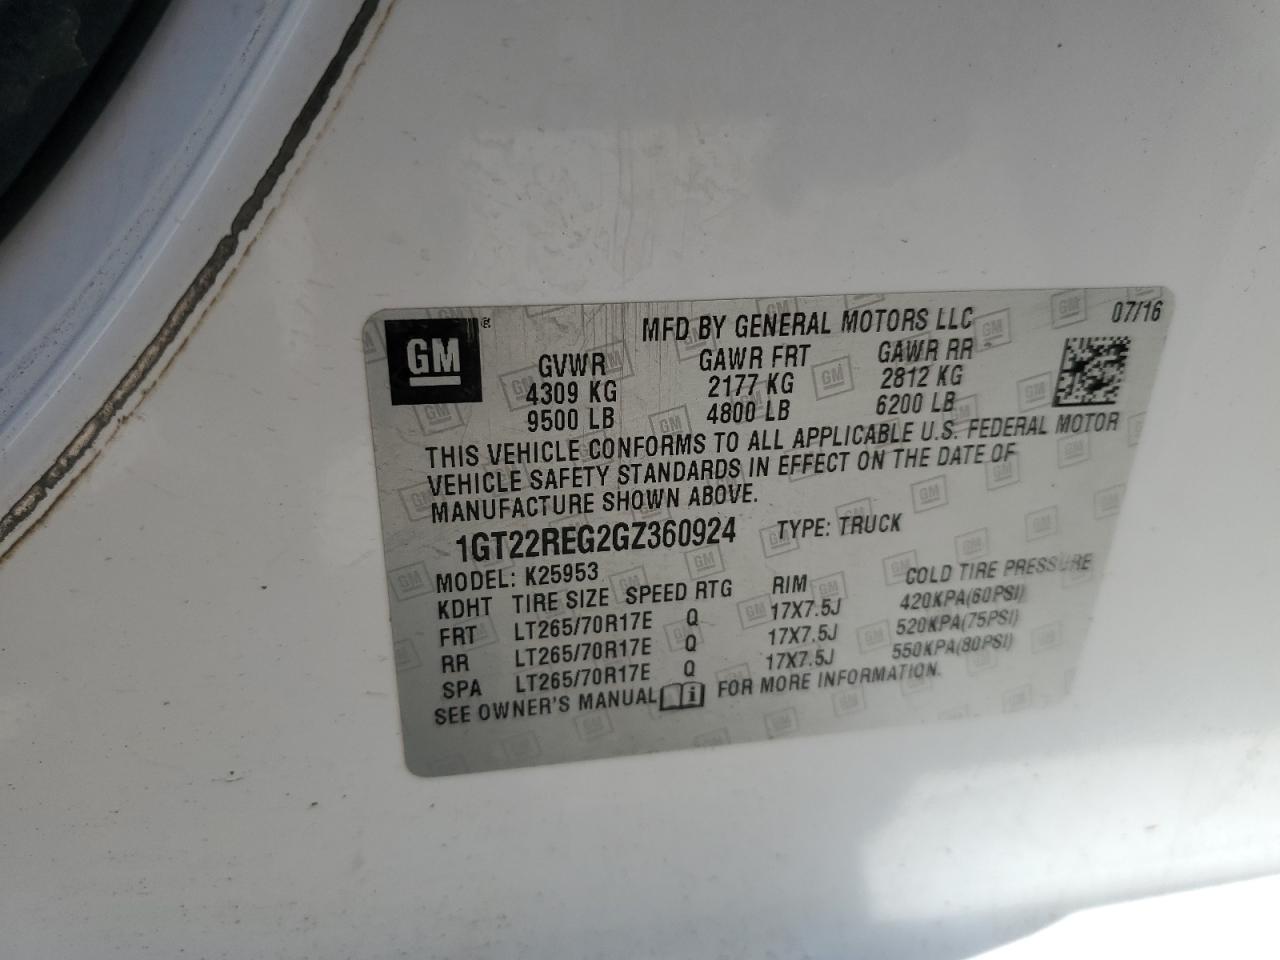 GM ®
MFD BY GENERAL MOTORS LLC 07/16
GVWR GAWR FRT GAWR RR
4309 KG 2177 KG 2812 KG
9500 LB 4800 LB 6200 LB
THIS VEHICLE CONFORMS TO ALL APPLICABLE U.S. FEDERAL MOTOR
VEHICLE SAFETY STANDARDS IN EFFECT ON THE DATE OF
MANUFACTURE SHOWN ABOVE.
1GT22REG2GZ360924 TYPE: TRUCK
MODEL: K25953
KDHT TIRE SIZE SPEED RTG RIM COLD TIRE PRESSURE
FRT LT265/70R17E Q 17X7.5J 420KPA(60PSI)
RR LT265/70R17E Q 17X7.5J 520KPA(75PSI)
SPA LT265/70R17E Q 17X7.5J 550KPA(80PSI)
SEE OWNER'S MANUAL i FOR MORE INFORMATION.